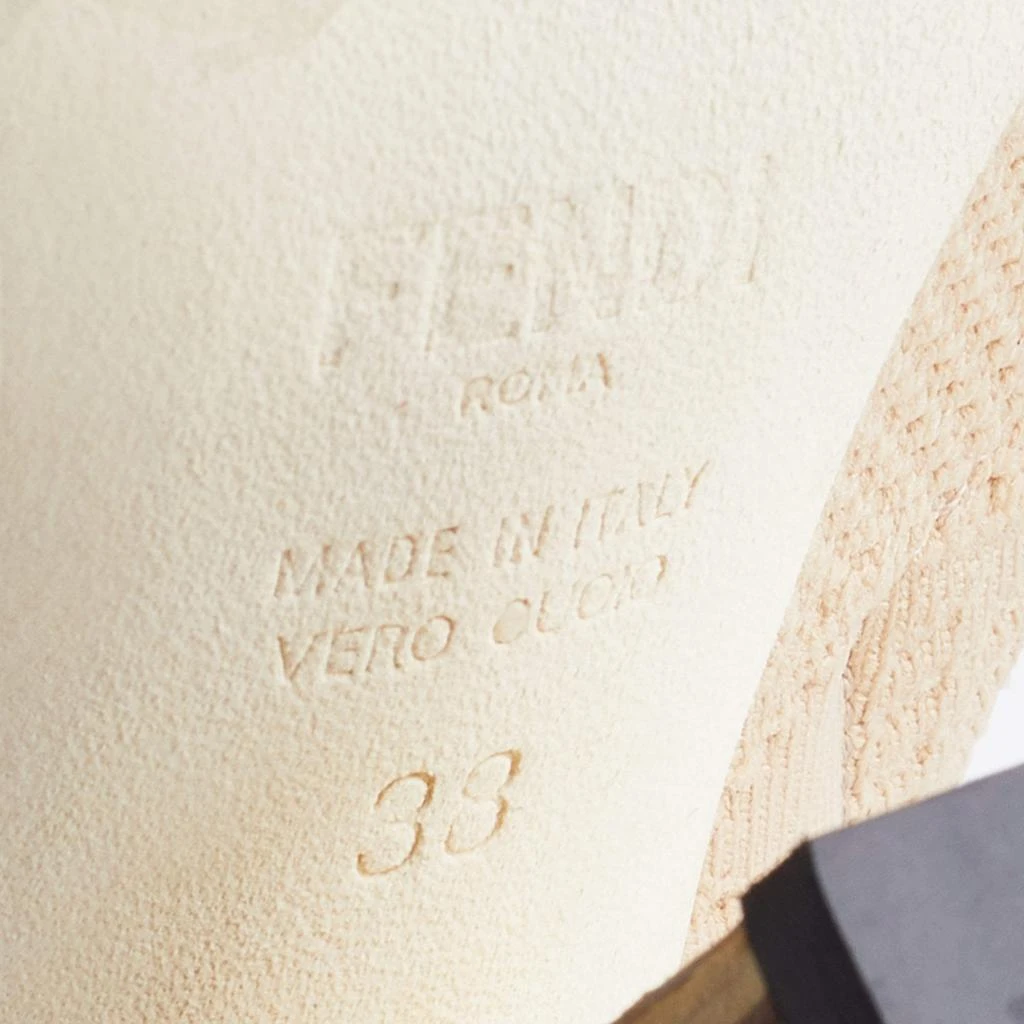 FENDI
ROMA
MADE IN ITALY
VERO CUOIO
38